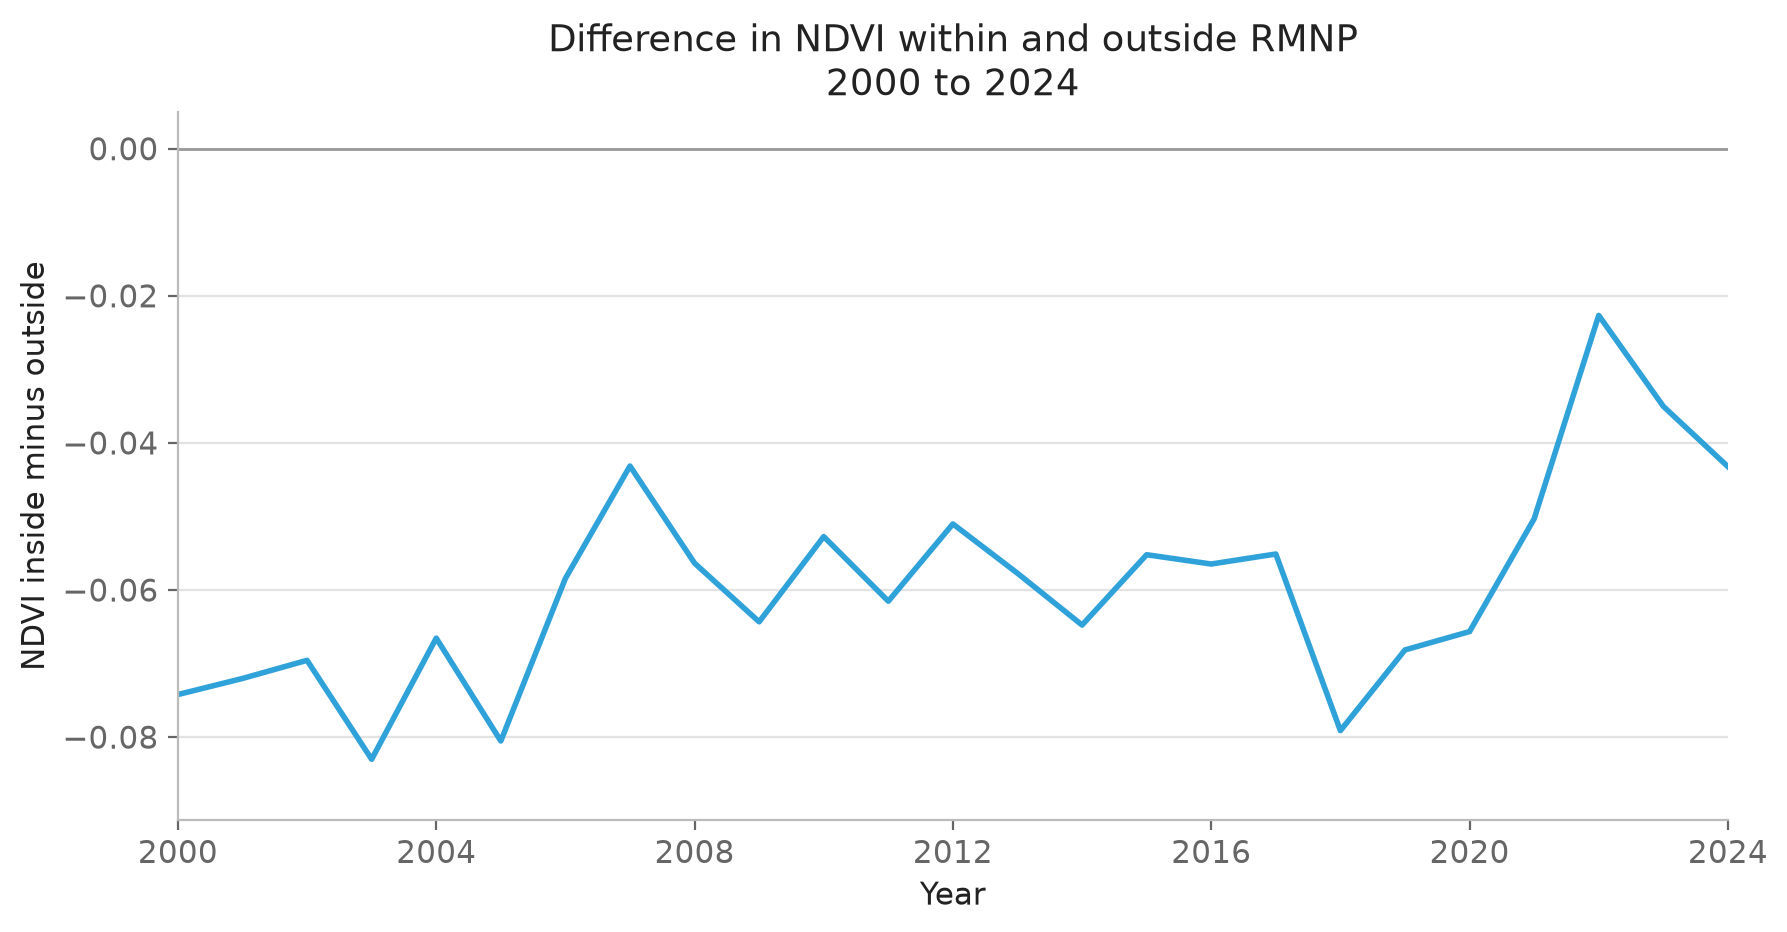 Difference in NDVI within and outside RMNP
2000 to 2024
NDVI inside minus outside
0.00
−0.02
−0.04
−0.06
−0.08
2000 2004 2008 2012 2016 2020 2024
Year